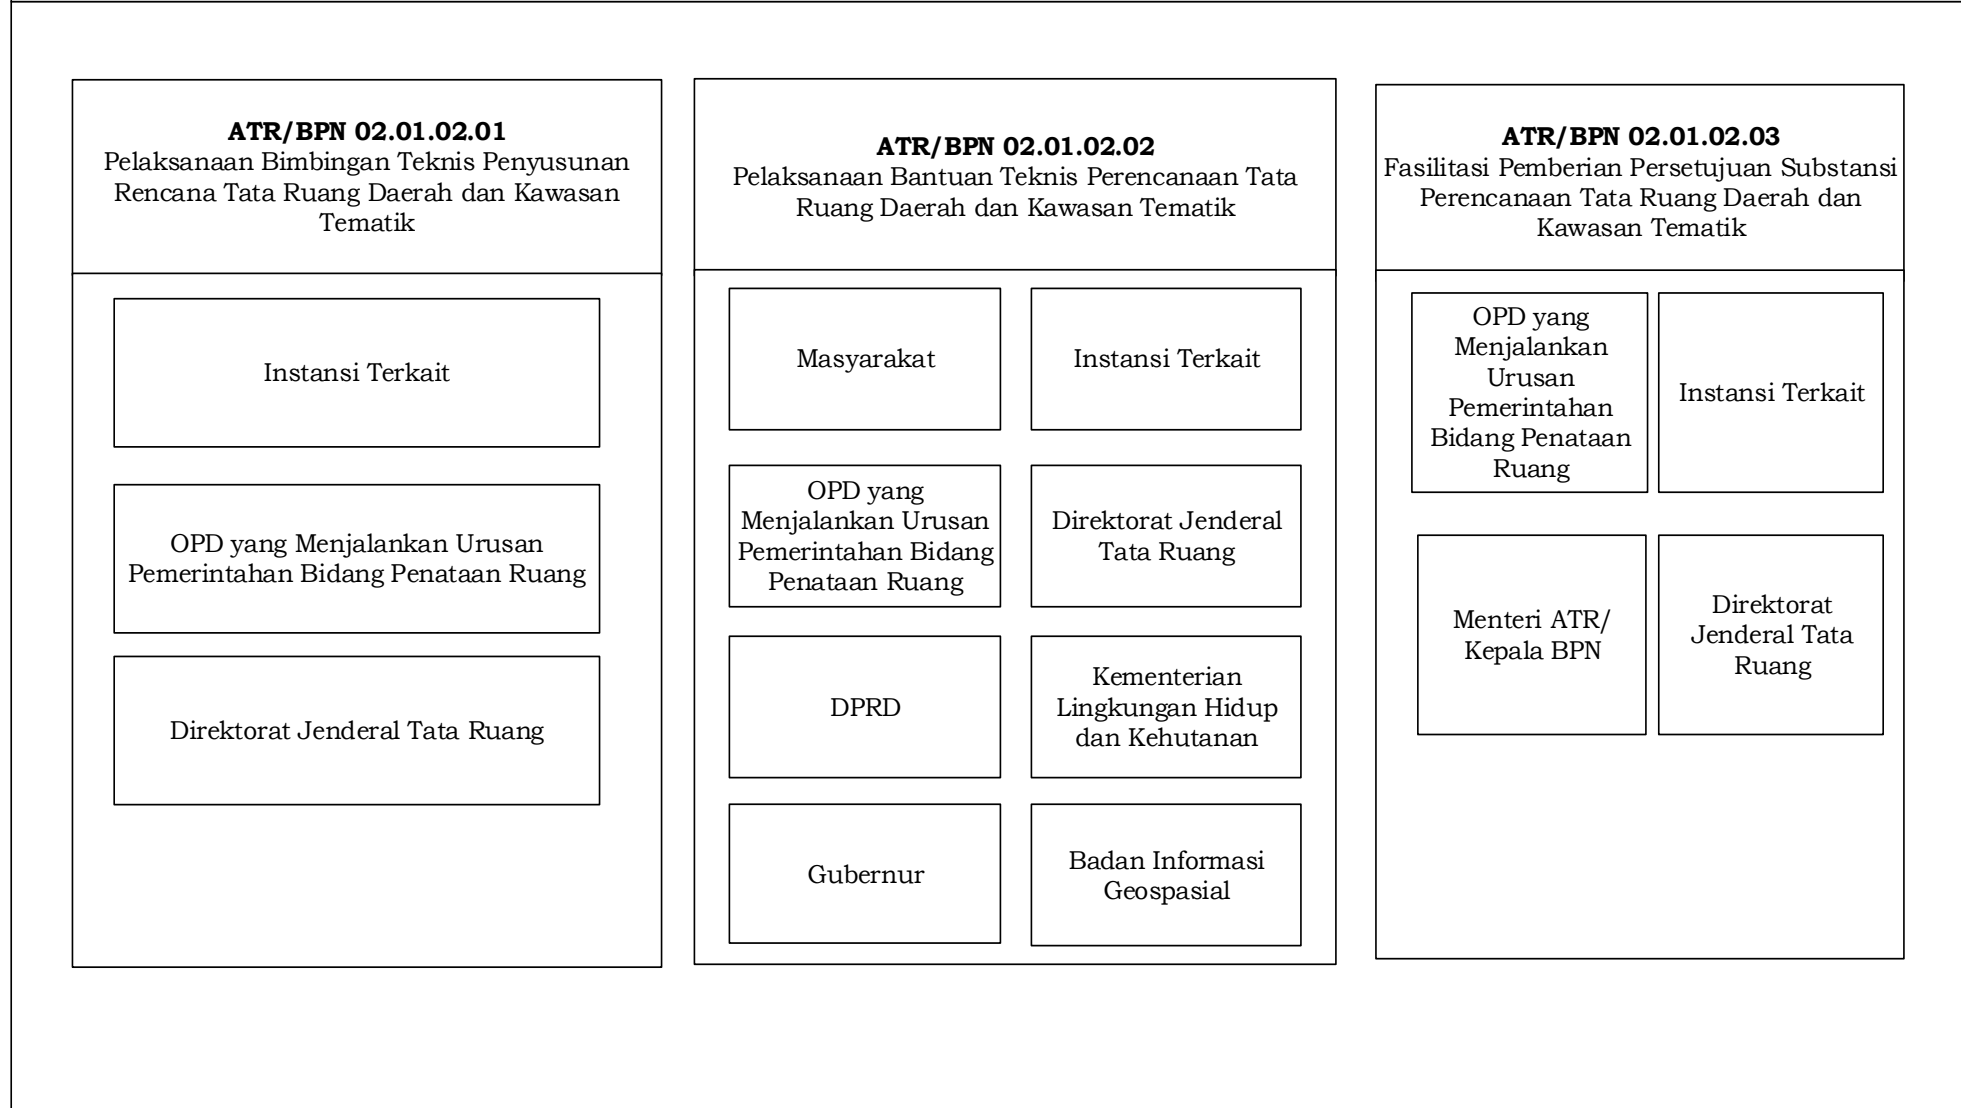 ATR/BPN 02.01.02.01
Pelaksanaan Bimbingan Teknis Penyusunan
Rencana Tata Ruang Daerah dan Kawasan
Tematik
Instansi Terkait
OPD yang Menjalankan Urusan
Pemerintahan Bidang Penataan Ruang
Direktorat Jenderal Tata Ruang
ATR/BPN 02.01.02.02
Pelaksanaan Bantuan Teknis Perencanaan Tata
Ruang Daerah dan Kawasan Tematik
Masyarakat
Instansi Terkait
OPD yang
Menjalankan Urusan
Pemerintahan Bidang
Penataan Ruang
Direktorat Jenderal
Tata Ruang
DPRD
Kementerian
Lingkungan Hidup
dan Kehutanan
Gubernur
Badan Informasi
Geospasial
ATR/BPN 02.01.02.03
Fasilitasi Pemberian Persetujuan Substansi
Perencanaan Tata Ruang Daerah dan
Kawasan Tematik
OPD yang
Menjalankan
Urusan
Pemerintahan
Bidang Penataan
Ruang
Instansi Terkait
Menteri ATR/
Kepala BPN
Direktorat
Jenderal Tata
Ruang